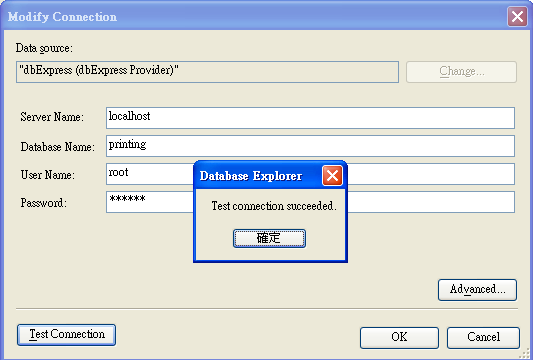 Modify Connection
Data source:
"dbExpress (dbExpress Provider)"
Change...
Server Name:
localhost
Database Name:
printing
User Name:
root
Password:
******
Database Explorer
Test connection succeeded.
確定
Advanced...
Test Connection
OK
Cancel